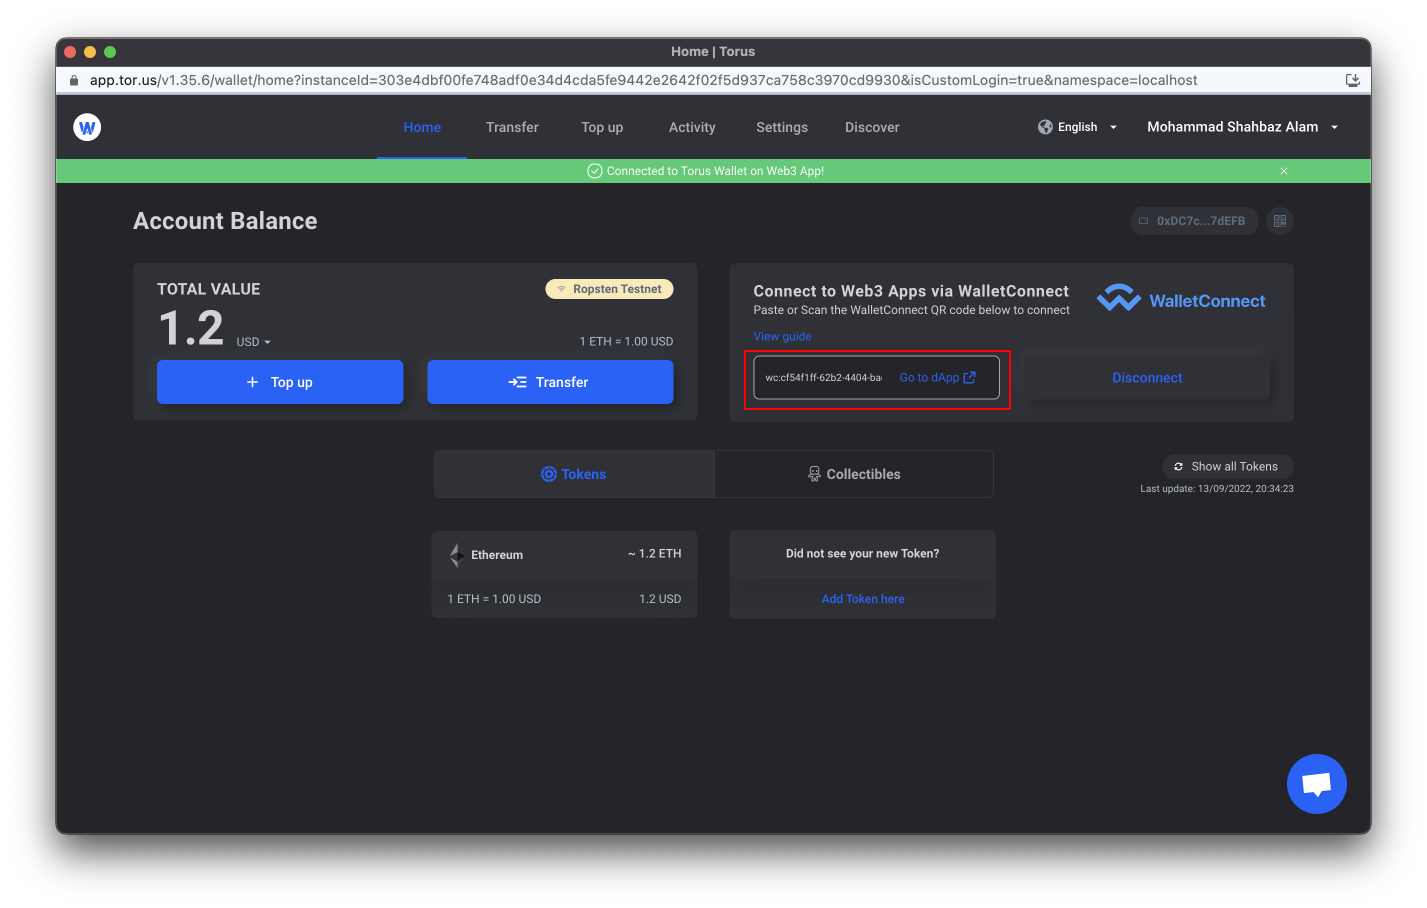 Home | Torus
app.tor.us/v1.35.6/wallet/home?instanceId=303e4dbf00fe748adf0e34d4cda5fe9442e2642f02f5d937ca758c3970cd9930&isCustomLogin=true&namespace=localhost
Home Transfer Top up Activity Settings Discover English Mohammad Shahbaz Alam
Connected to Torus Wallet on Web3 App!
Account Balance
0xDC7c...7dEFB
TOTAL VALUE
Ropsten Testnet
1.2 USD
1 ETH = 1.00 USD
Top up
Transfer
Connect to Web3 Apps via WalletConnect
Paste or Scan the WalletConnect QR code below to connect
WalletConnect
View guide
wc:cf54f1ff-62b2-4404-ba
Go to dApp
Disconnect
Tokens
Collectibles
Show all Tokens
Last update: 13/09/2022, 20:34:23
Ethereum
~ 1.2 ETH
1 ETH = 1.00 USD
1.2 USD
Did not see your new Token?
Add Token here